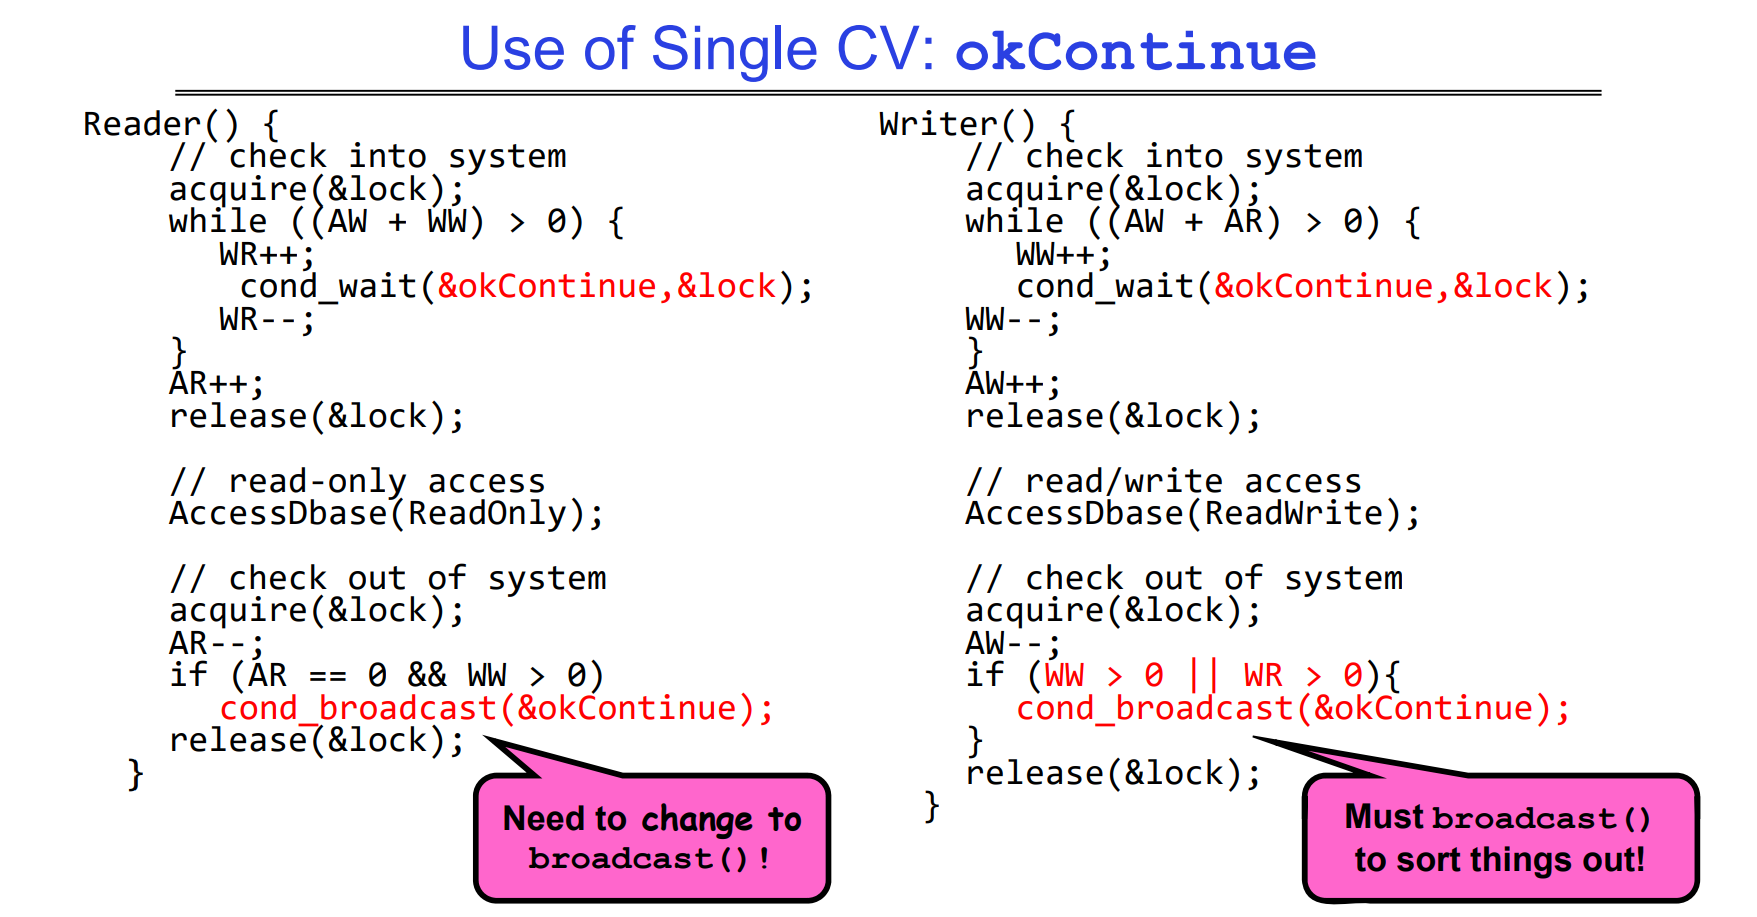 Use of Single CV: okContinue
Reader() {
// check into system
acquire(&lock);
while ((AW + WW) > 0) {
WR++;
cond_wait(&okContinue,&lock);
WR--;
}
AR++;
release(&lock);
// read-only access
AccessDbase(ReadOnly);
// check out of system
acquire(&lock);
AR--;
if (AR == 0 && WW > 0)
cond_broadcast(&okContinue);
release(&lock);
}
Need to change to
broadcast()!
Writer() {
// check into system
acquire(&lock);
while ((AW + AR) > 0) {
WW++;
cond_wait(&okContinue,&lock);
WW--;
}
AW++;
release(&lock);
// read/write access
AccessDbase(ReadWrite);
// check out of system
acquire(&lock);
AW--;
if (WW > 0 || WR > 0){
cond_broadcast(&okContinue);
}
release(&lock);
}
Must broadcast()
to sort things out!